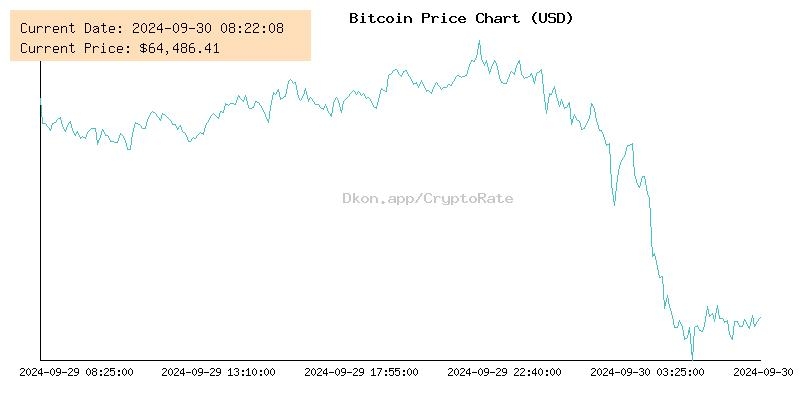 Bitcoin Price Chart (USD)
Current Date: 2024-09-30 08:22:08
Current Price: $64,486.41
Dkon.app/CryptoRate
2024-09-29 08:25:00 2024-09-29 13:10:00 2024-09-29 17:55:00 2024-09-29 22:40:00 2024-09-30 03:25:00 2024-09-30